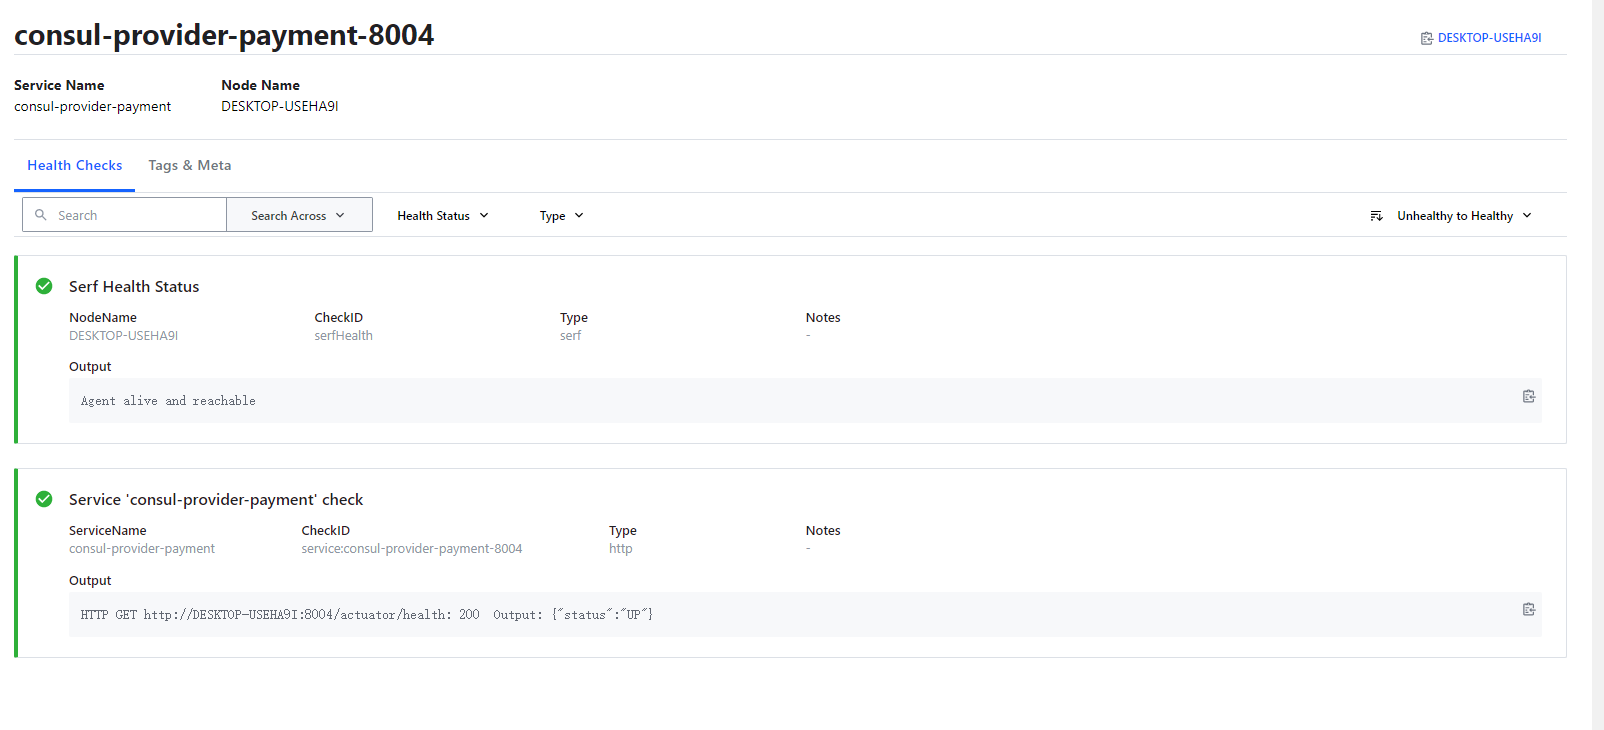 consul-provider-payment-8004
DESKTOP-USEHA9I
Service Name Node Name
consul-provider-payment DESKTOP-USEHA9I
Health Checks Tags & Meta
Search Search Across Health Status Type Unhealthy to Healthy
Serf Health Status
NodeName CheckID Type Notes
DESKTOP-USEHA9I serfHealth serf -
Output
Agent alive and reachable
Service 'consul-provider-payment' check
ServiceName CheckID Type Notes
consul-provider-payment service:consul-provider-payment-8004 http -
Output
HTTP GET http://DESKTOP-USEHA9I:8004/actuator/health: 200  Output: {"status":"UP"}